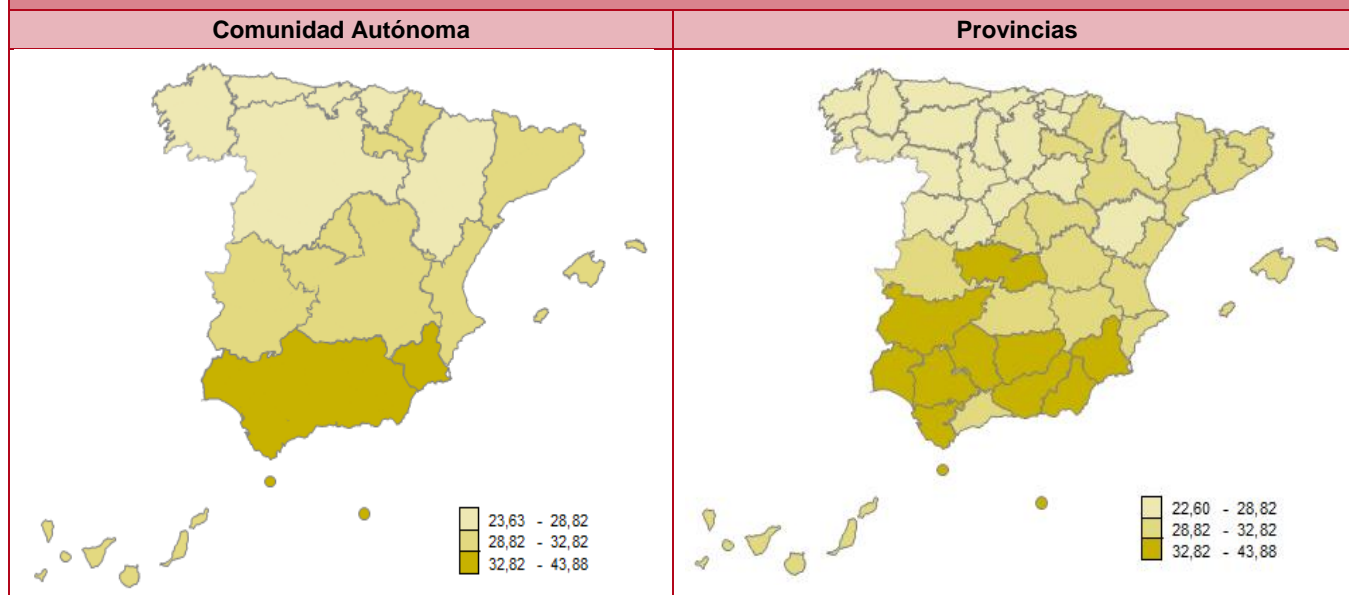 Comunidad Autónoma
Provincias
23,63 - 28,82
28,82 - 32,82
32,82 - 43,88
22,60 - 28,82
28,82 - 32,82
32,82 - 43,88